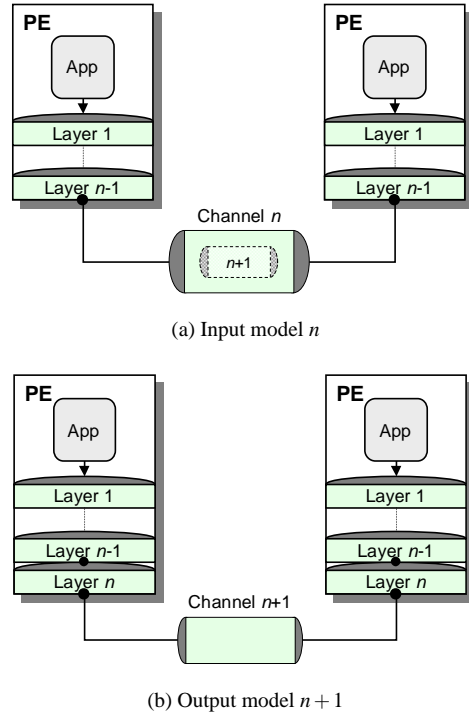 PE
PE
App
App
Layer 1
Layer 1
Layer n-1
Layer n-1
Channel n
n+1
(a) Input model n
PE
PE
App
App
Layer 1
Layer 1
Layer n-1
Layer n-1
Layer n
Layer n
Channel n+1
(b) Output model n + 1